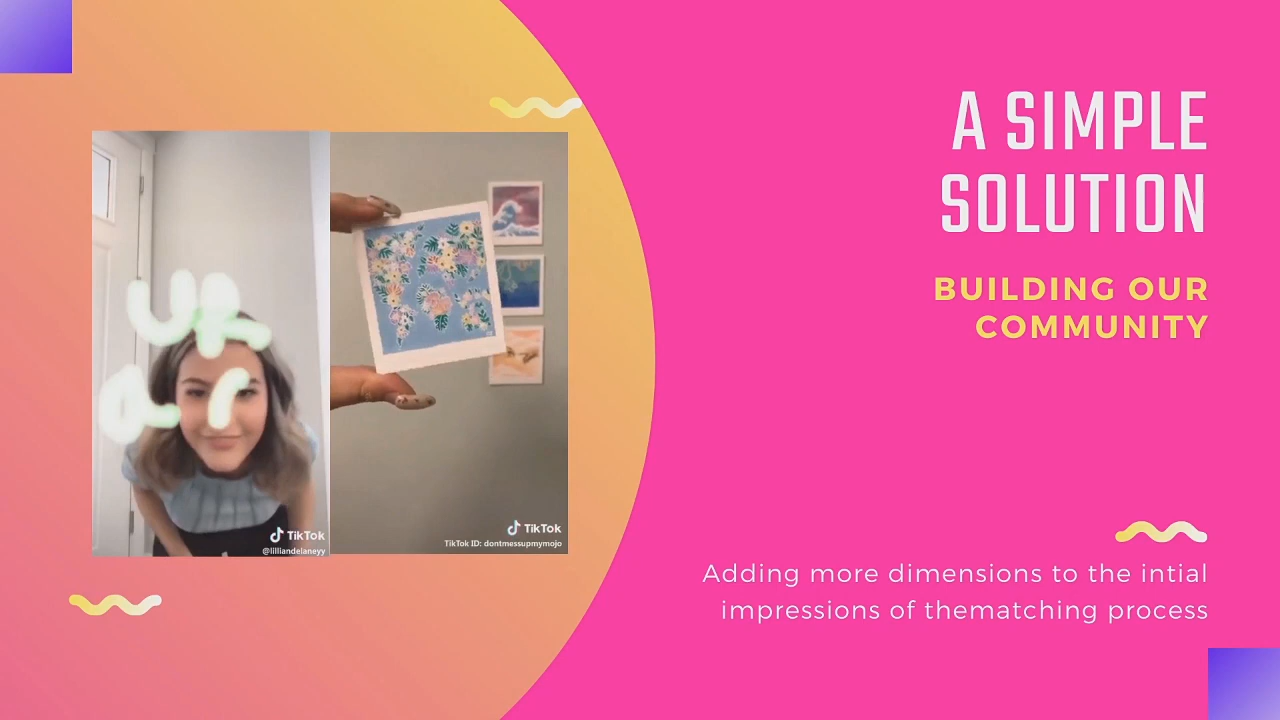 A SIMPLE
SOLUTION
BUILDING OUR
COMMUNITY
Adding more dimensions to the intial
impressions of thematching process
TikTok
@lilliandelaneyy
TikTok
TikTok ID: dontmessupmymojo